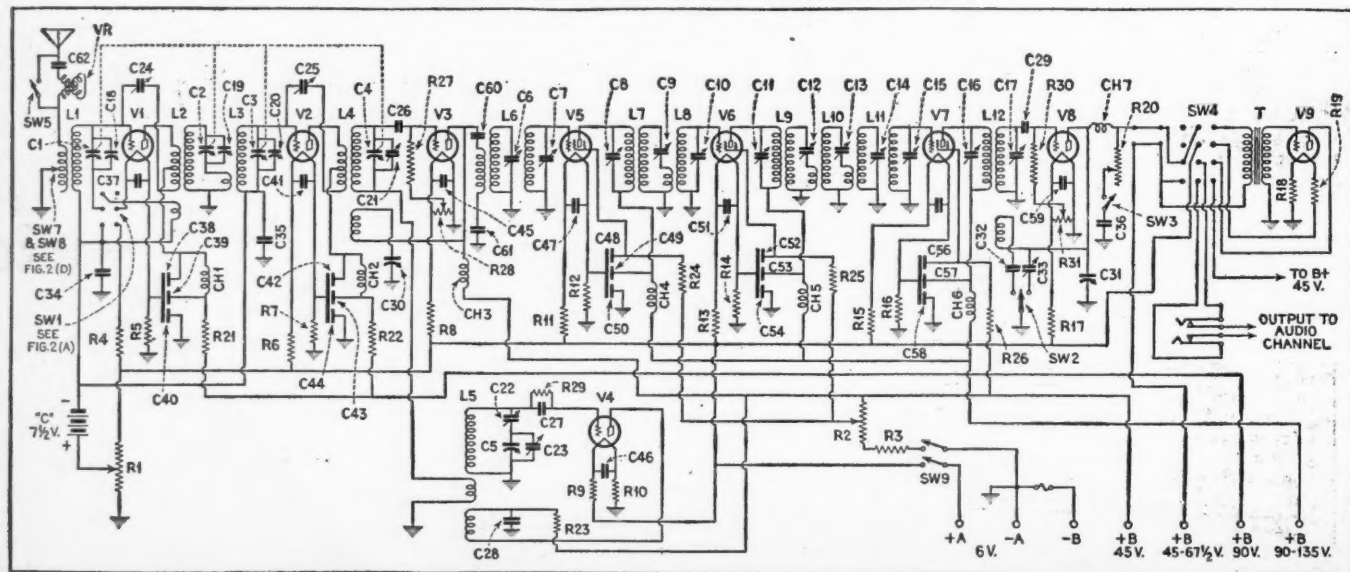 C62
VR
SW5
L1
C1
C18
C24
V1
L2
C2
C19
L3
C3
C20
C25
V2
L4
C4
C26
R27
V3
C60
L6
C6
C7
V5
C8
L7
C9
L8
C10
V6
C11
L9
C12
L10
C13
L11
C14
C15
V7
C16
L12
C17
C29
R30
V8
CH7
R20
SW4
T
V9
R19
C37
C41
C21
C45
R28
C61
C47
C51
C59
R31
SW3
C36
R18
SW7
& SW8
SEE
FIG.2(D)
C34
SW1
SEE
FIG.2(A)
C38
C39
CH1
C35
C42
CH2
C30
CH3
C48
C49
R12
CH4
R24
C50
C52
C53
R14
CH5
R25
C54
C56
C57
R16
CH6
C58
C32
C33
C31
SW2
TO B+
45 V.
OUTPUT TO
AUDIO
CHANNEL
R4
R5
R21
C40
R7
R6
C44
R22
C43
R8
R11
R13
R15
R26
R17
"C"
7½V.
-
+
R1
L5
C22
R29
C27
V4
C5
C23
C46
R9
R10
C28
R23
R2
R3
SW9
+A
-A
6 V.
-B
+B
45 V.
+B
45-67½V.
+B
90V.
+B
90-135V.